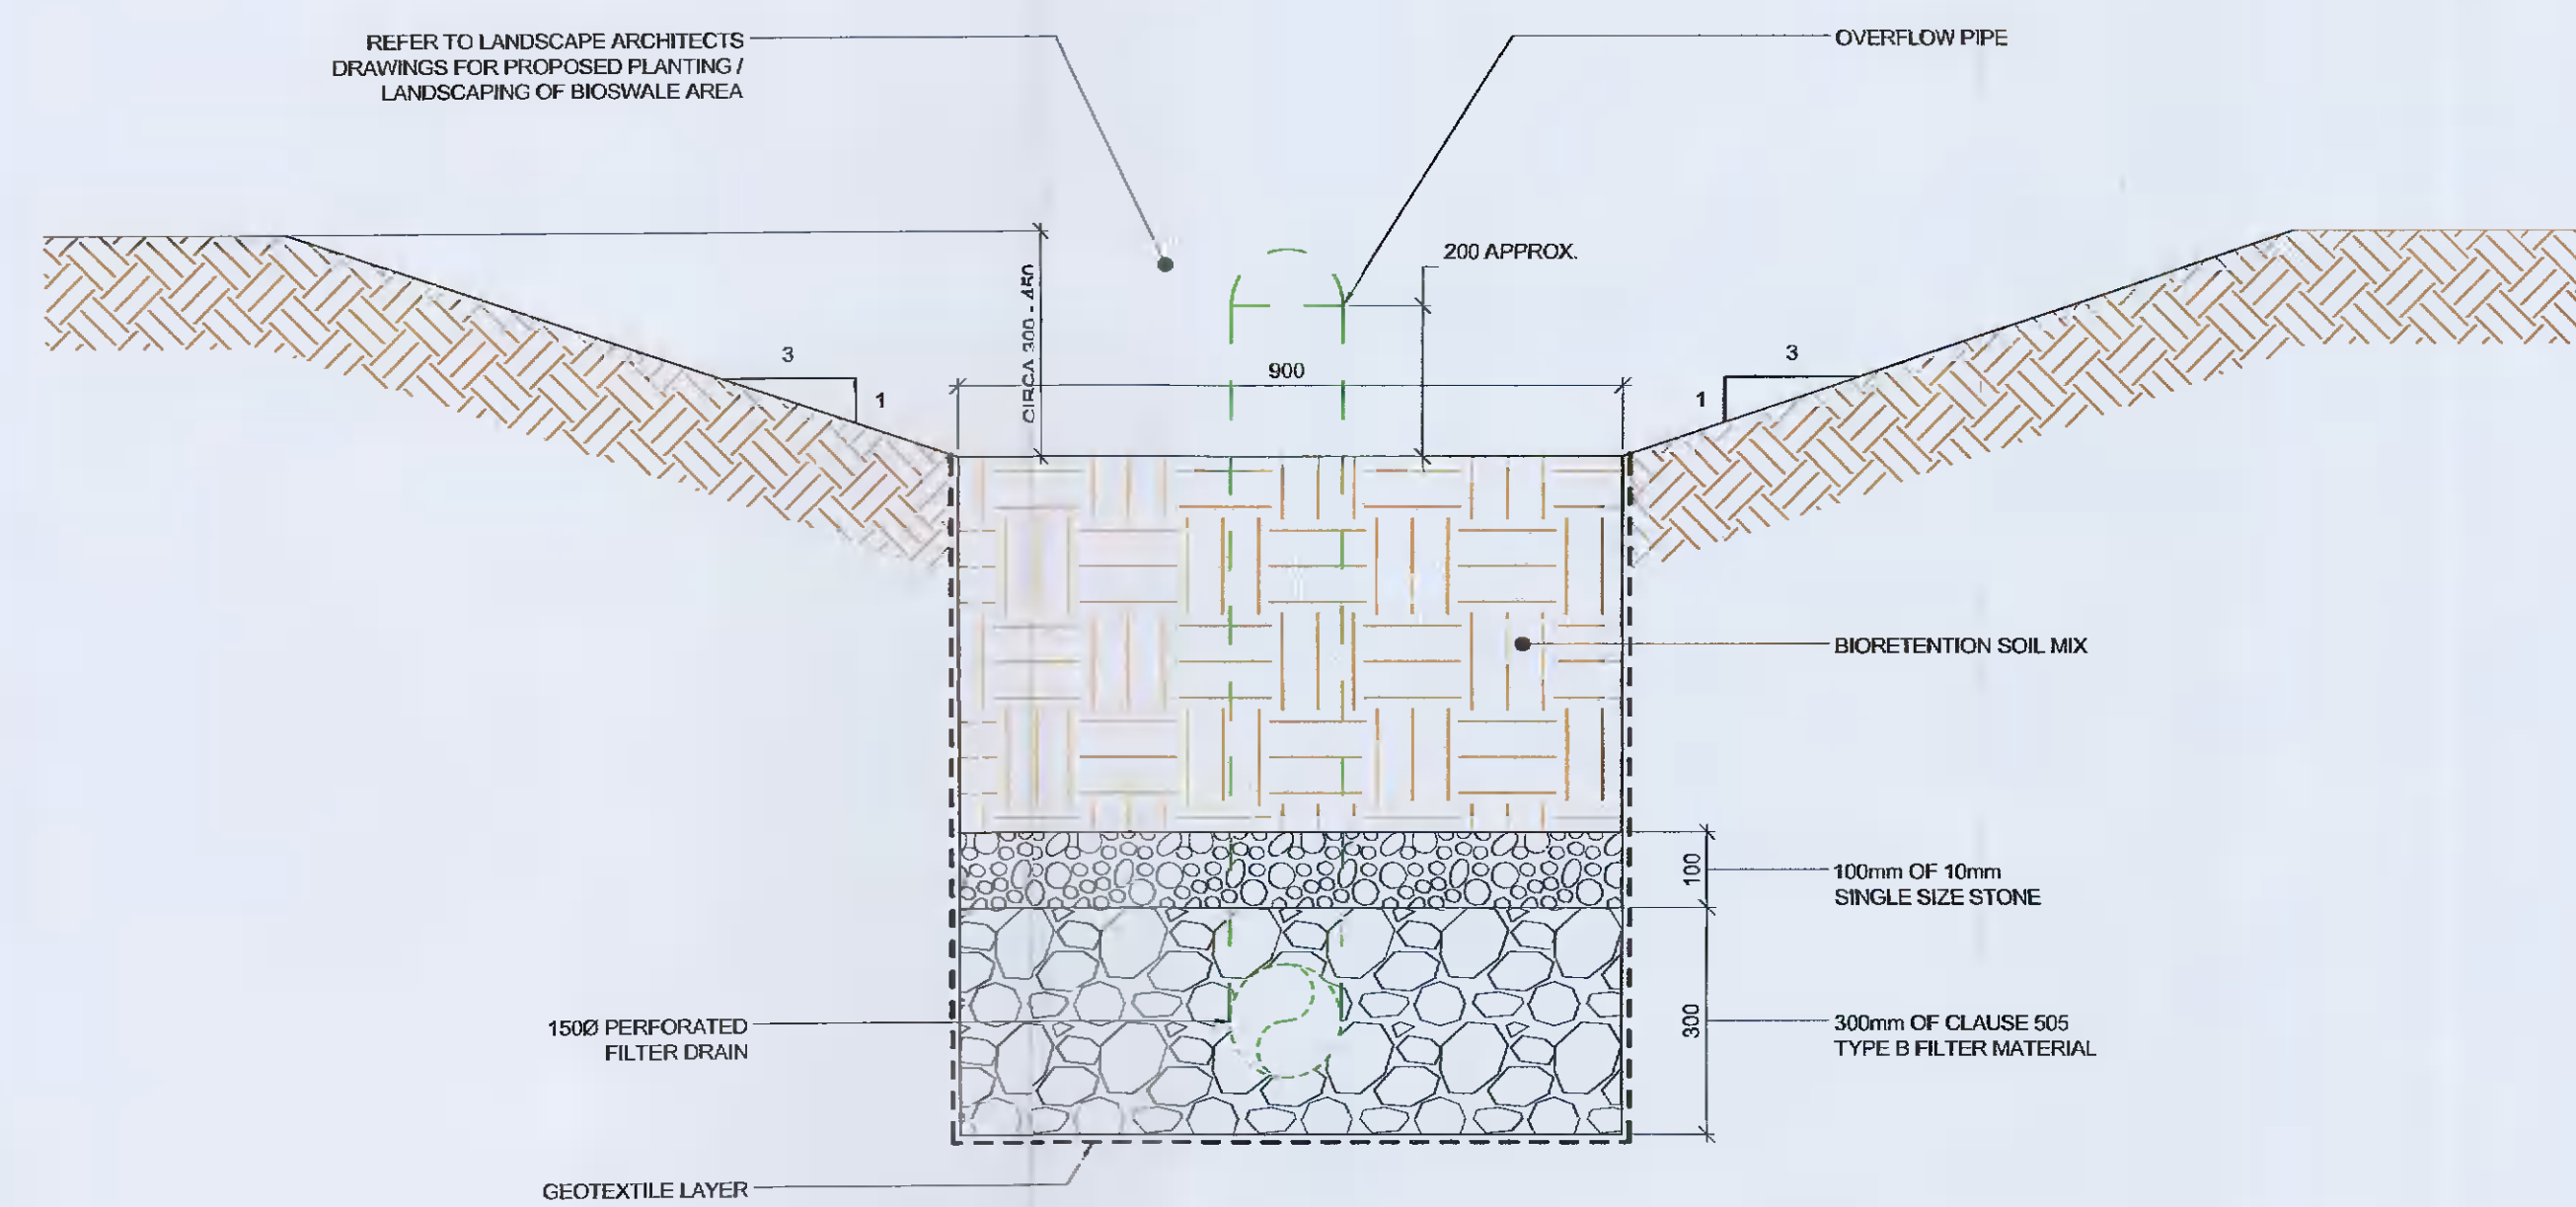 REFER TO LANDSCAPE ARCHITECTS
DRAWINGS FOR PROPOSED PLANTING /
LANDSCAPING OF BIOSWALE AREA
OVERFLOW PIPE
200 APPROX.
CIRCA 300 - 450
3
1
900
3
1
BIORETENTION SOIL MIX
100
100mm OF 10mm
SINGLE SIZE STONE
150Ø PERFORATED
FILTER DRAIN
300
300mm OF CLAUSE 505
TYPE B FILTER MATERIAL
GEOTEXTILE LAYER